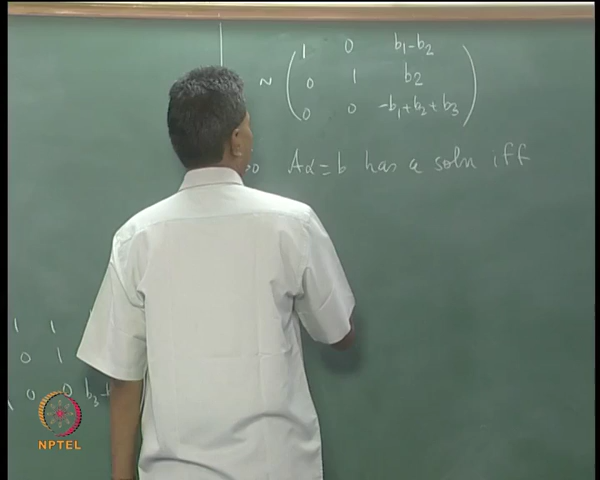 1 0 b₁-b₂
~ 0 1 b₂
0 0 -b₁+b₂+b₃
Aα=b has a soln iff
1 1
0 1
0 0 b₃+
NPTEL